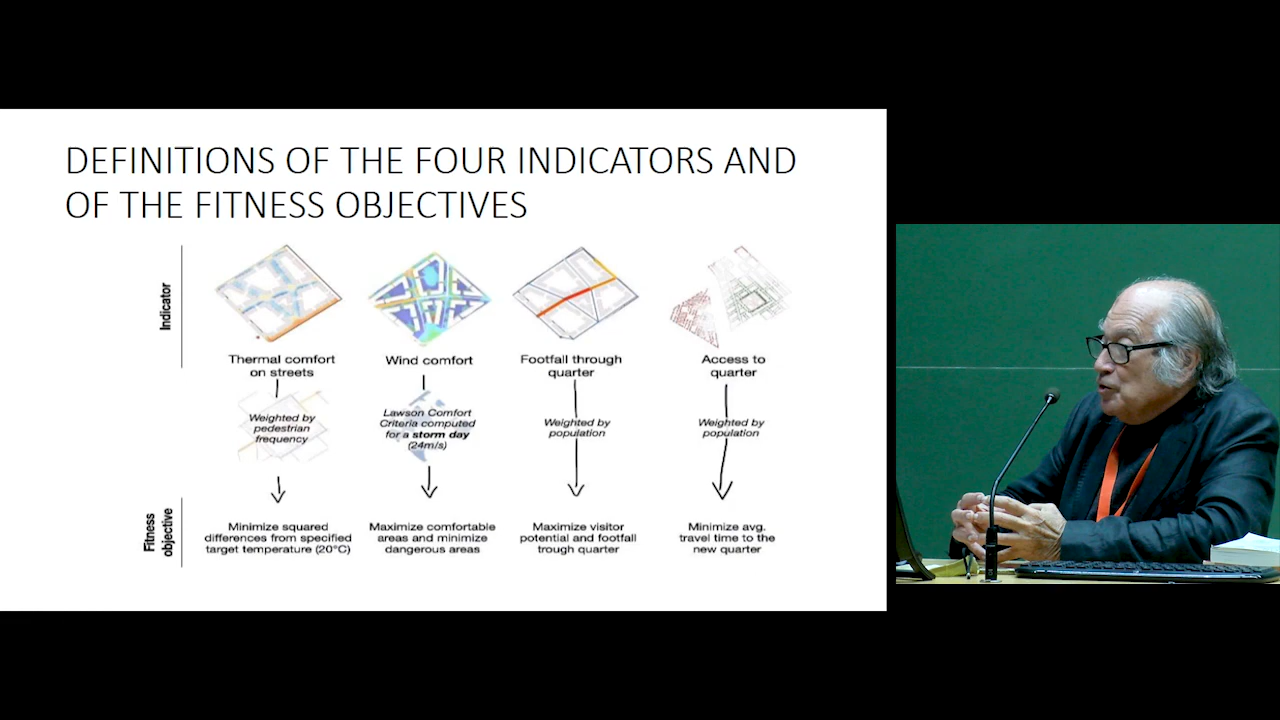 DEFINITIONS OF THE FOUR INDICATORS AND
OF THE FITNESS OBJECTIVES
Indicator
Thermal comfort
on streets
Wind comfort
Footfall through
quarter
Access to
quarter
Weighted by
pedestrian
frequency
Lawson Comfort
Criteria computed
for a storm day
(24m/s)
Weighted by
population
Weighted by
population
Fitness
objective
Minimize squared
differences from specified
target temperature (20°C)
Maximize comfortable
areas and minimize
dangerous areas
Maximize visitor
potential and footfall
trough quarter
Minimize avg.
travel time to the
new quarter